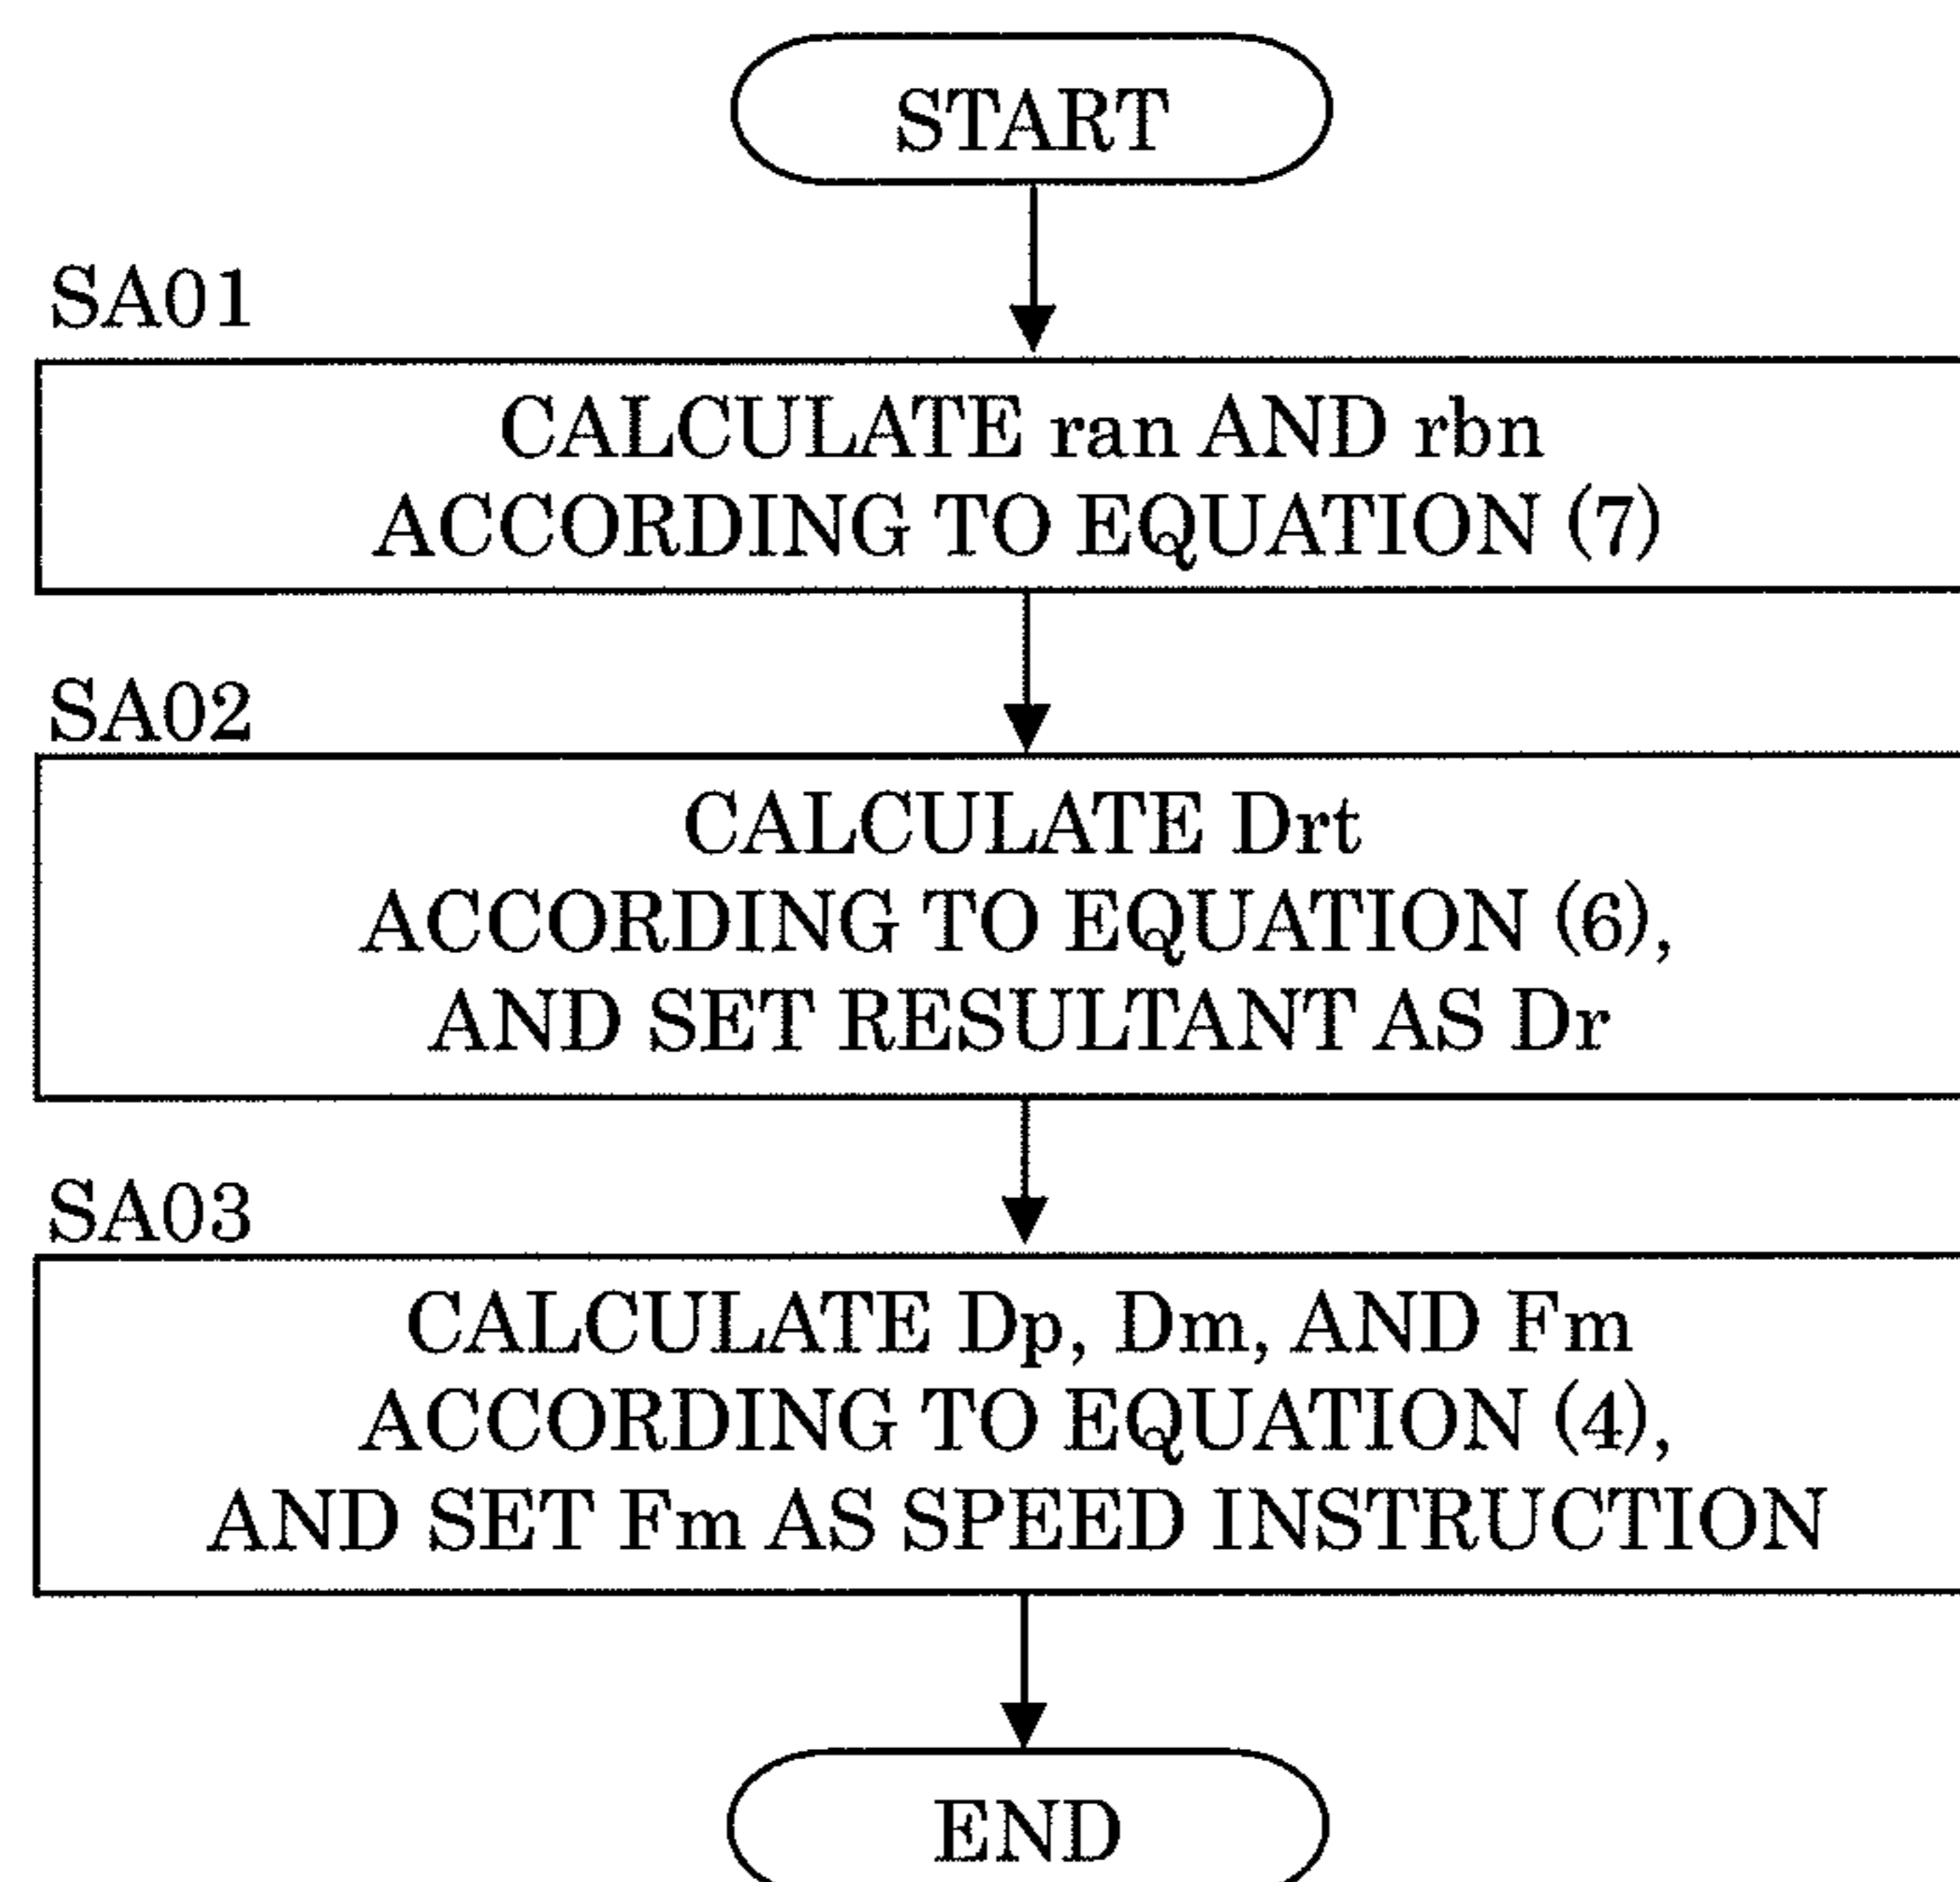 START
SA01
CALCULATE ran AND rbn
ACCORDING TO EQUATION (7)
SA02
CALCULATE Drt
ACCORDING TO EQUATION (6),
AND SET RESULTANT AS Dr
SA03
CALCULATE Dp, Dm, AND Fm
ACCORDING TO EQUATION (4),
AND SET Fm AS SPEED INSTRUCTION
END